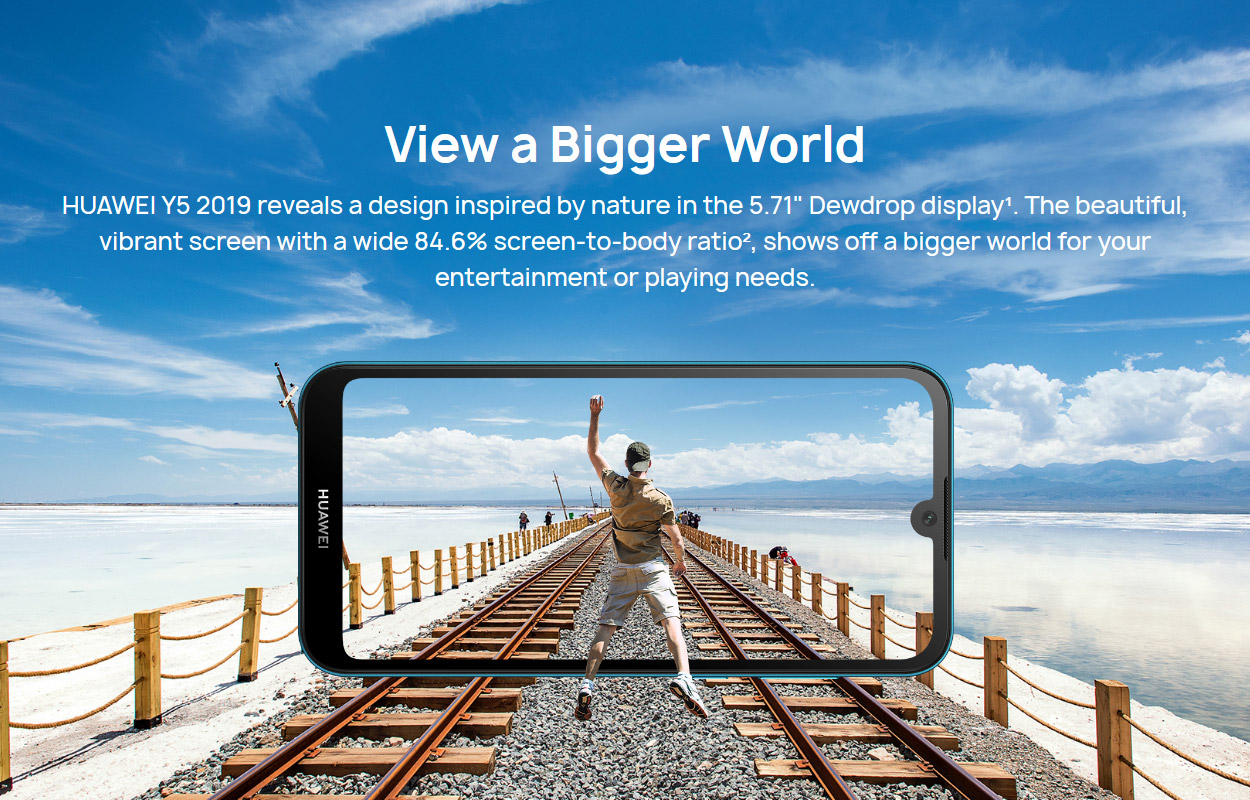 View a Bigger World
HUAWEI Y5 2019 reveals a design inspired by nature in the 5.71" Dewdrop display¹. The beautiful,
vibrant screen with a wide 84.6% screen-to-body ratio², shows off a bigger world for your
entertainment or playing needs.
HUAWEI